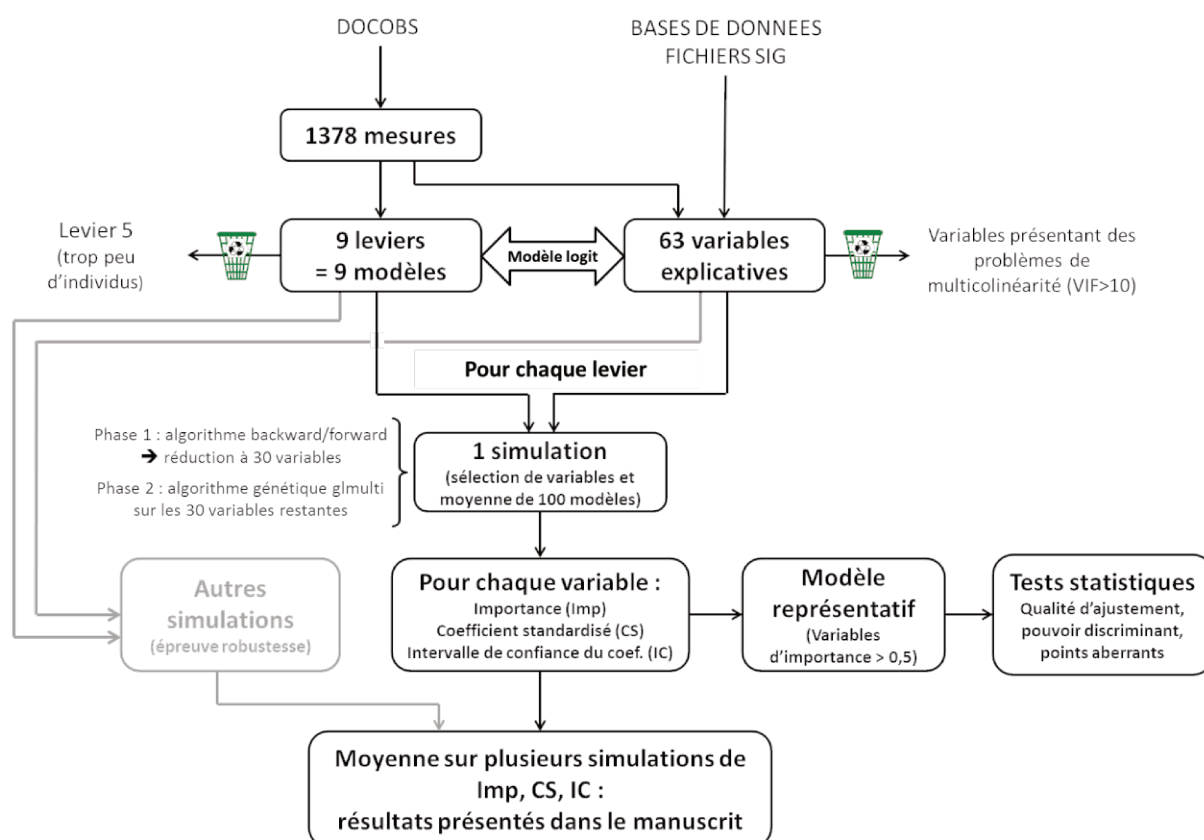 DOCOBS
BASES DE DONNEES
FICHIERS SIG
1378 mesures
Levier 5
(trop peu
d’individus)
9 leviers
= 9 modèles
Modèle logit
63 variables
explicatives
Variables présentant des
problèmes de
multicolinéarité (VIF>10)
Pour chaque levier
Phase 1 : algorithme backward/forward
➔ réduction à 30 variables
Phase 2 : algorithme génétique glmulti
sur les 30 variables restantes
1 simulation
(sélection de variables et
moyenne de 100 modèles)
Autres
simulations
(épreuve robustesse)
Pour chaque variable :
Importance (Imp)
Coefficient standardisé (CS)
Intervalle de confiance du coef. (IC)
Modèle
représentatif
(Variables
d’importance > 0,5)
Tests statistiques
Qualité d’ajustement,
pouvoir discriminant,
points aberrants
Moyenne sur plusieurs simulations de
Imp, CS, IC :
résultats présentés dans le manuscrit